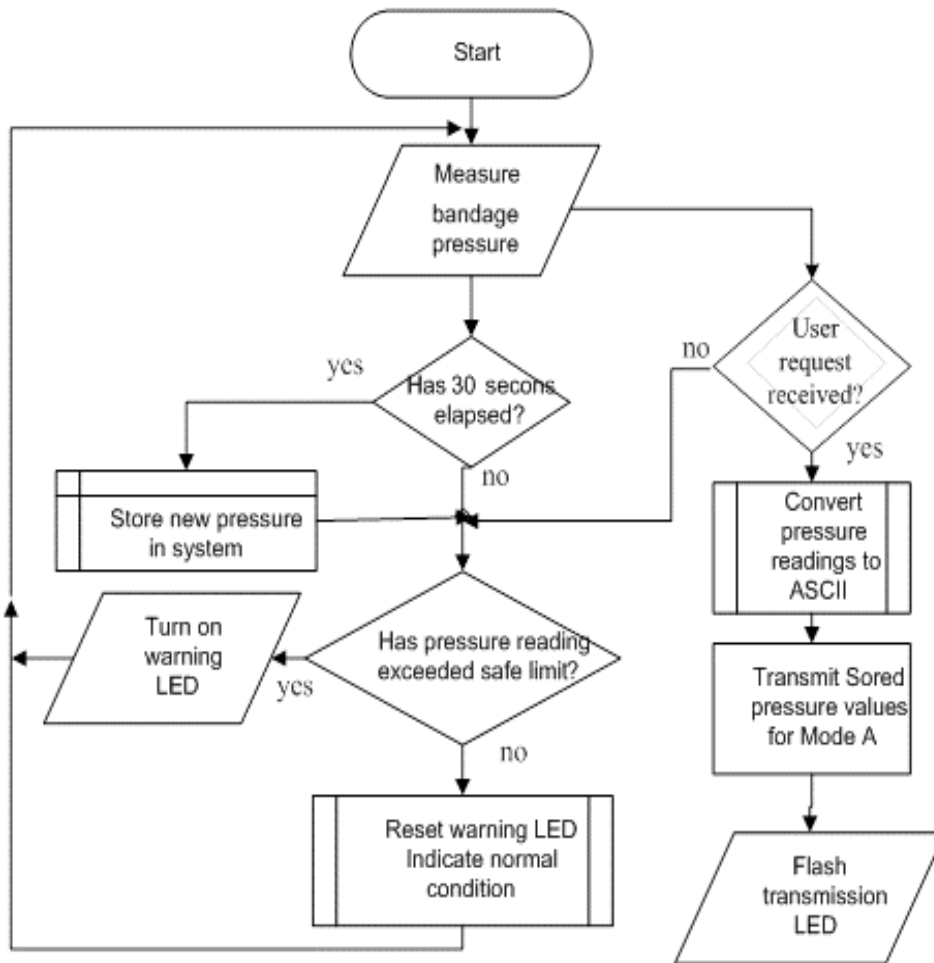 Start
Measure
bandage
pressure
User
request
received?
no
yes
Has 30 secons
elapsed?
no
yes
Store new pressure
in system
Convert
pressure
readings to
ASCII
Turn on
warning
LED
yes
Has pressure reading
exceeded safe limit?
no
Transmit Sored
pressure values
for Mode A
Reset warning LED
Indicate normal
condition
Flash
transmission
LED